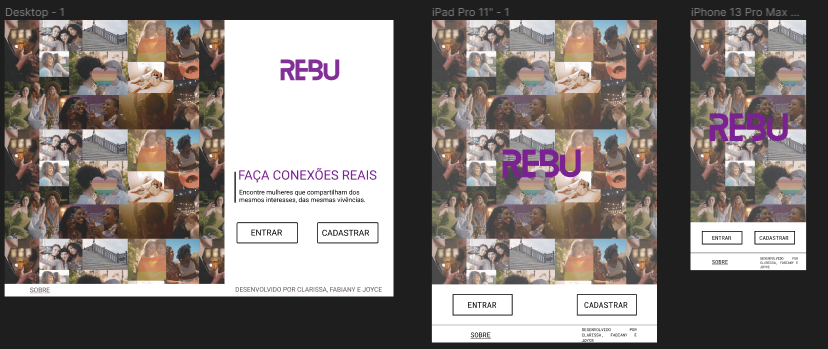 Desktop - 1
REBU
FAÇA CONEXÕES REAIS
Encontre mulheres que compartilham dos
mesmos interesses, das mesmas vivências.
ENTRAR
CADASTRAR
SOBRE
DESENVOLVIDO POR CLARISSA, FABIANY E JOYCE
iPad Pro 11" - 1
REBU
ENTRAR
CADASTRAR
SOBRE
DESENVOLVIDO POR
CLARISSA, FABIANY E
JOYCE
iPhone 13 Pro Max ...
REBU
ENTRAR
CADASTRAR
SOBRE
DESENVOLVIDO POR
CLARISSA, FABIANY E
JOYCE